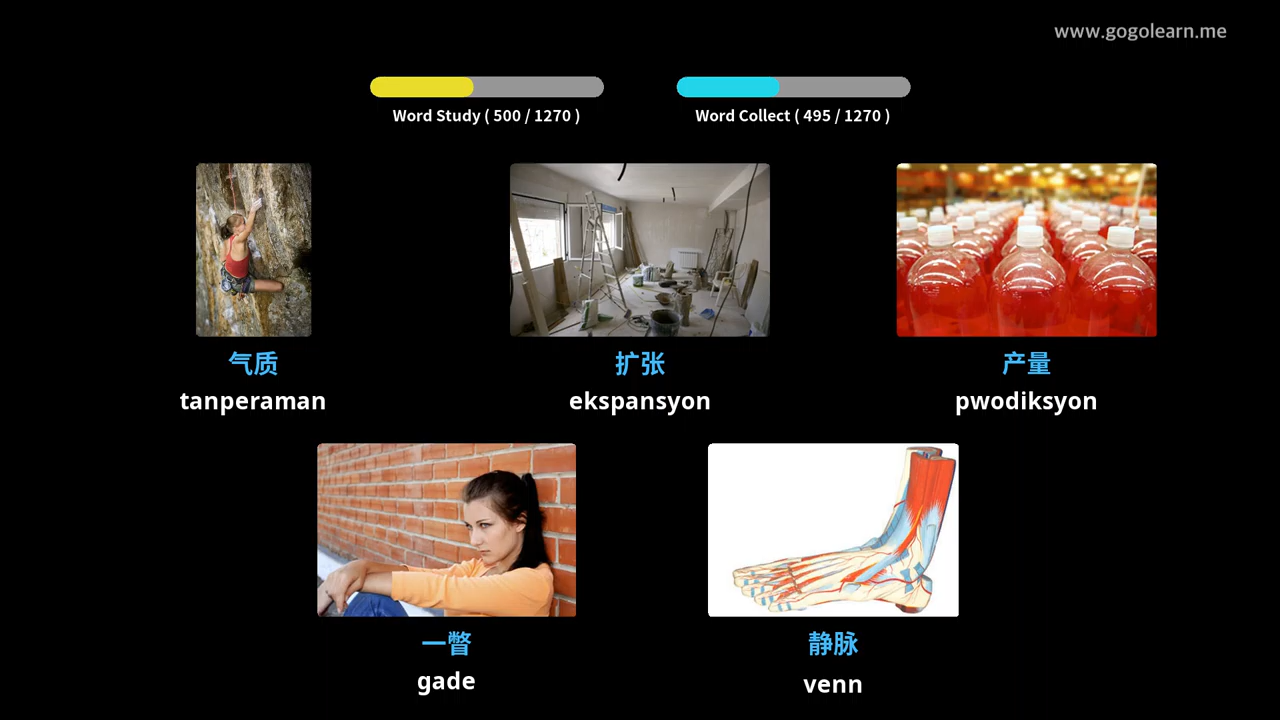 www.gogolearn.me
Word Study ( 500 / 1270 )
Word Collect ( 495 / 1270 )
气质
tanperaman
扩张
ekspansyon
产量
pwodiksyon
一瞥
gade
静脉
venn